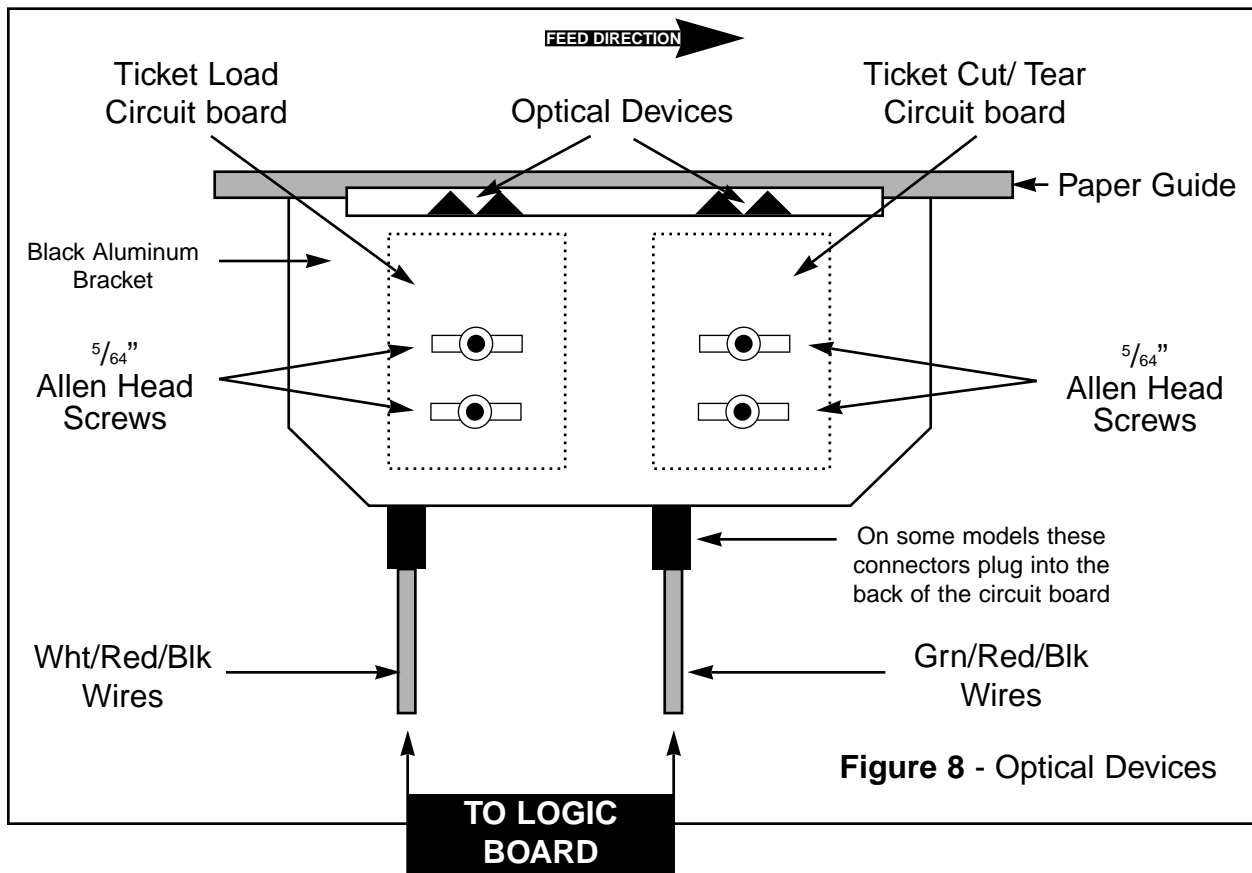 FEED DIRECTION
Ticket Load
Circuit board
Optical Devices
Ticket Cut/ Tear
Circuit board
Paper Guide
Black Aluminum
Bracket
5/64”
Allen Head
Screws
5/64”
Allen Head
Screws
On some models these
connectors plug into the
back of the circuit board
Wht/Red/Blk
Wires
Grn/Red/Blk
Wires
Figure 8 - Optical Devices
TO LOGIC
BOARD